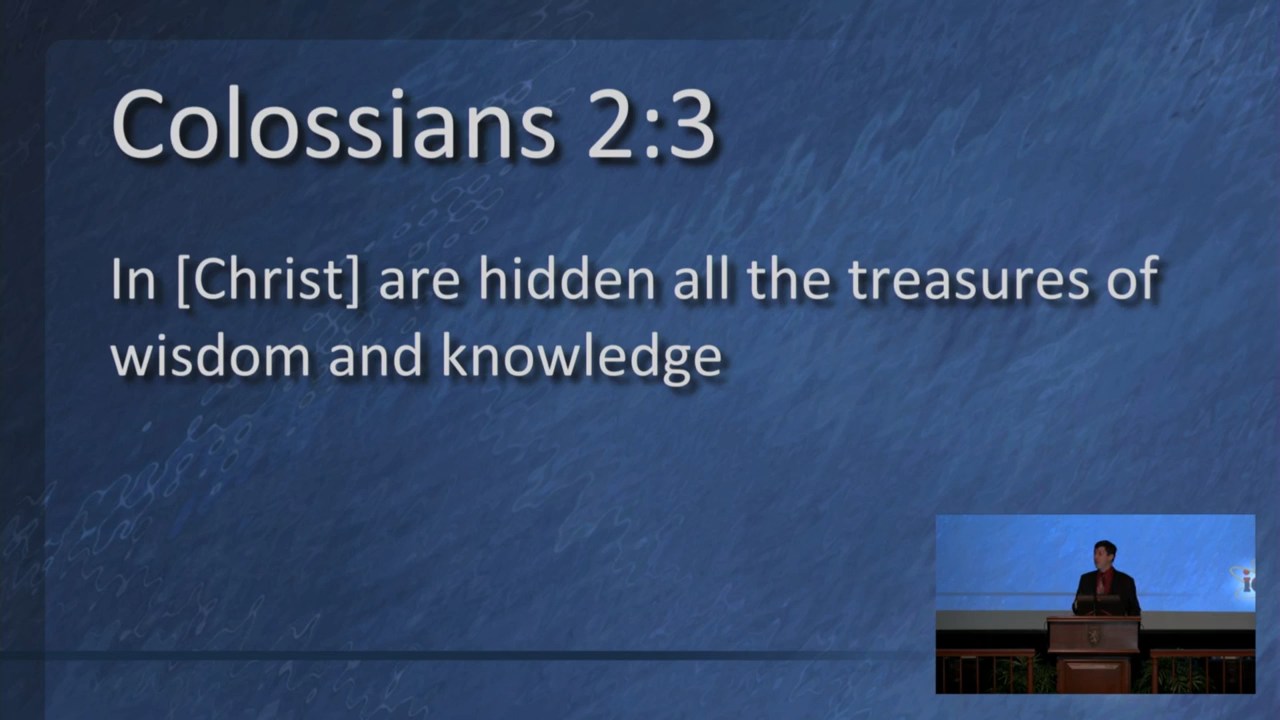 Colossians 2:3
In [Christ] are hidden all the treasures of
wisdom and knowledge